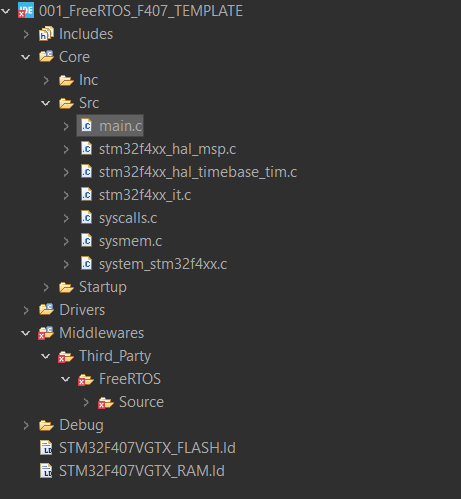 001_FreeRTOS_F407_TEMPLATE
Includes
Core
Inc
Src
main.c
stm32f4xx_hal_msp.c
stm32f4xx_hal_timebase_tim.c
stm32f4xx_it.c
syscalls.c
sysmem.c
system_stm32f4xx.c
Startup
Drivers
Middlewares
Third_Party
FreeRTOS
Source
Debug
STM32F407VGTX_FLASH.ld
STM32F407VGTX_RAM.ld